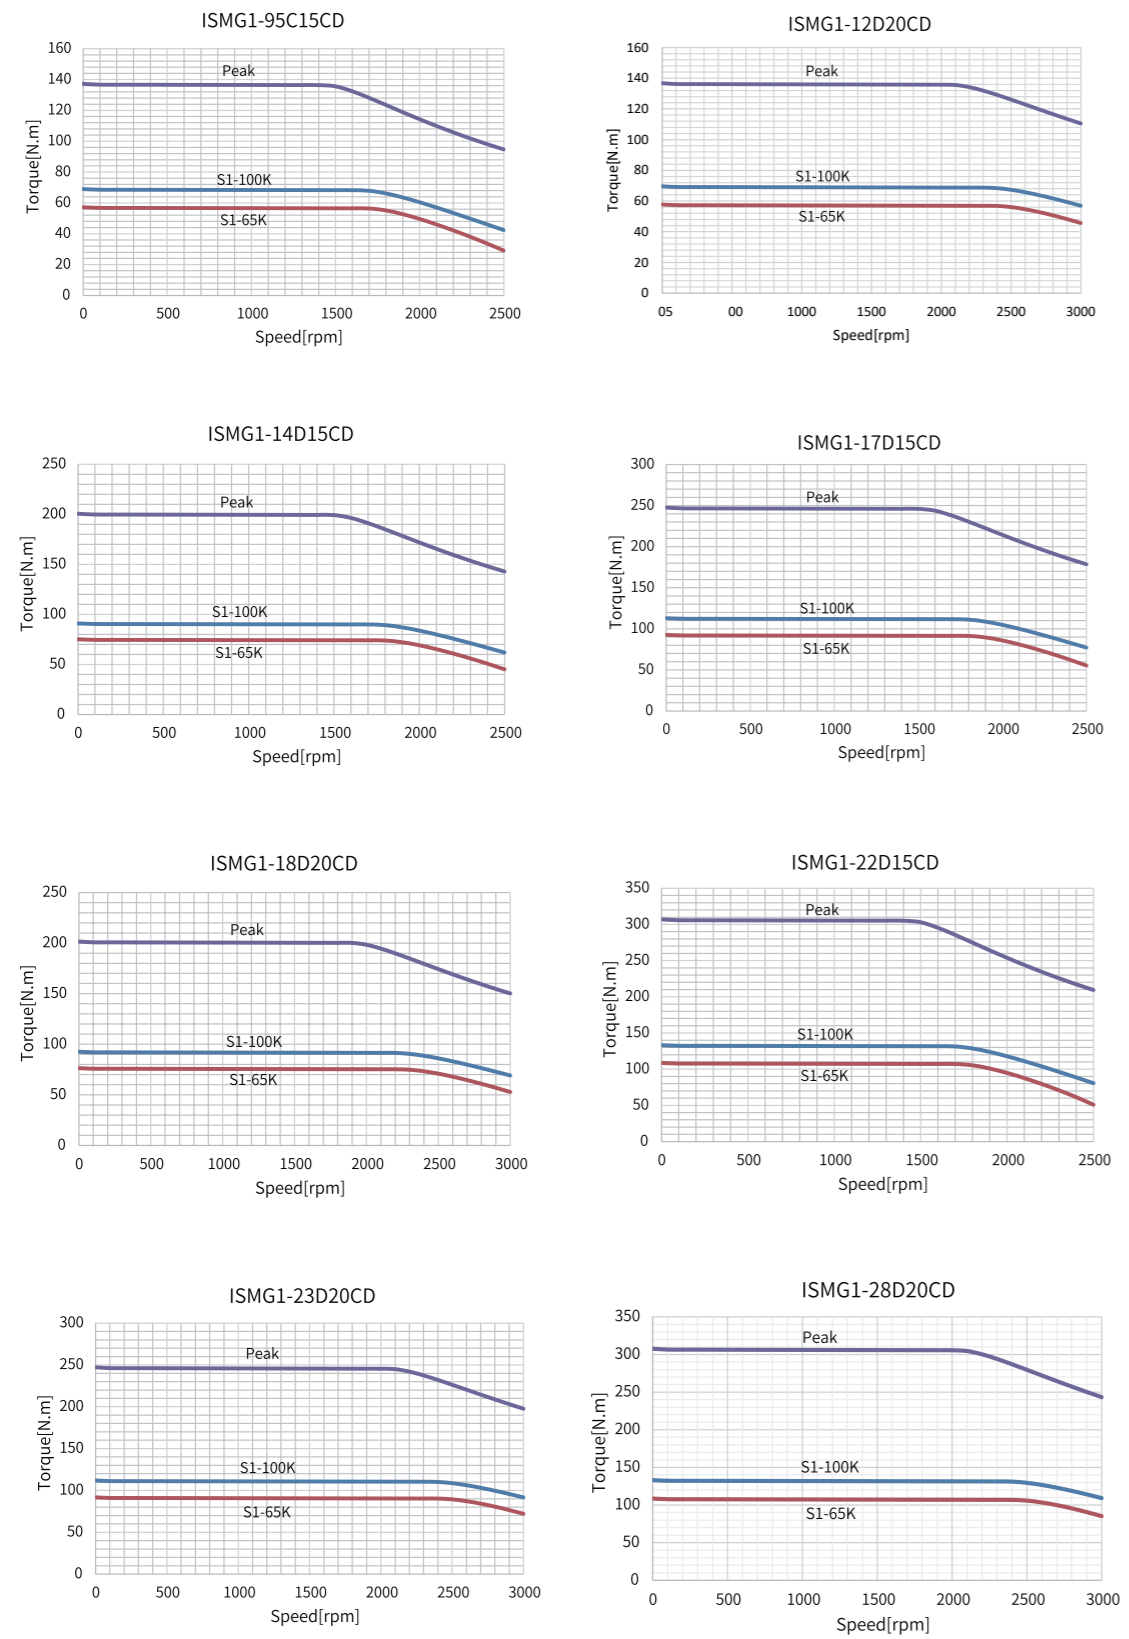 ISMG1-95C15CD
160
140
120
100
80
60
40
20
0
Torque[N.m]
Peak
S1-100K
S1-65K
0 500 1000 1500 2000 2500
Speed[rpm]
ISMG1-12D20CD
160
140
120
100
80
60
40
20
0
Torque[N.m]
Peak
S1-100K
S1-65K
05 00 1000 1500 2000 2500 3000
Speed[rpm]
ISMG1-14D15CD
250
200
150
100
50
0
Torque[N.m]
Peak
S1-100K
S1-65K
0 500 1000 1500 2000 2500
Speed[rpm]
ISMG1-17D15CD
300
250
200
150
100
50
0
Torque[N.m]
Peak
S1-100K
S1-65K
0 500 1000 1500 2000 2500
Speed[rpm]
ISMG1-18D20CD
250
200
150
100
50
0
Torque[N.m]
Peak
S1-100K
S1-65K
0 500 1000 1500 2000 2500 3000
Speed[rpm]
ISMG1-22D15CD
350
300
250
200
150
100
50
0
Torque[N.m]
Peak
S1-100K
S1-65K
0 500 1000 1500 2000 2500
Speed[rpm]
ISMG1-23D20CD
300
250
200
150
100
50
0
Torque[N.m]
Peak
S1-100K
S1-65K
0 500 1000 1500 2000 2500 3000
Speed[rpm]
ISMG1-28D20CD
350
300
250
200
150
100
50
0
Torque[N.m]
Peak
S1-100K
S1-65K
0 500 1000 1500 2000 2500 3000
Speed[rpm]